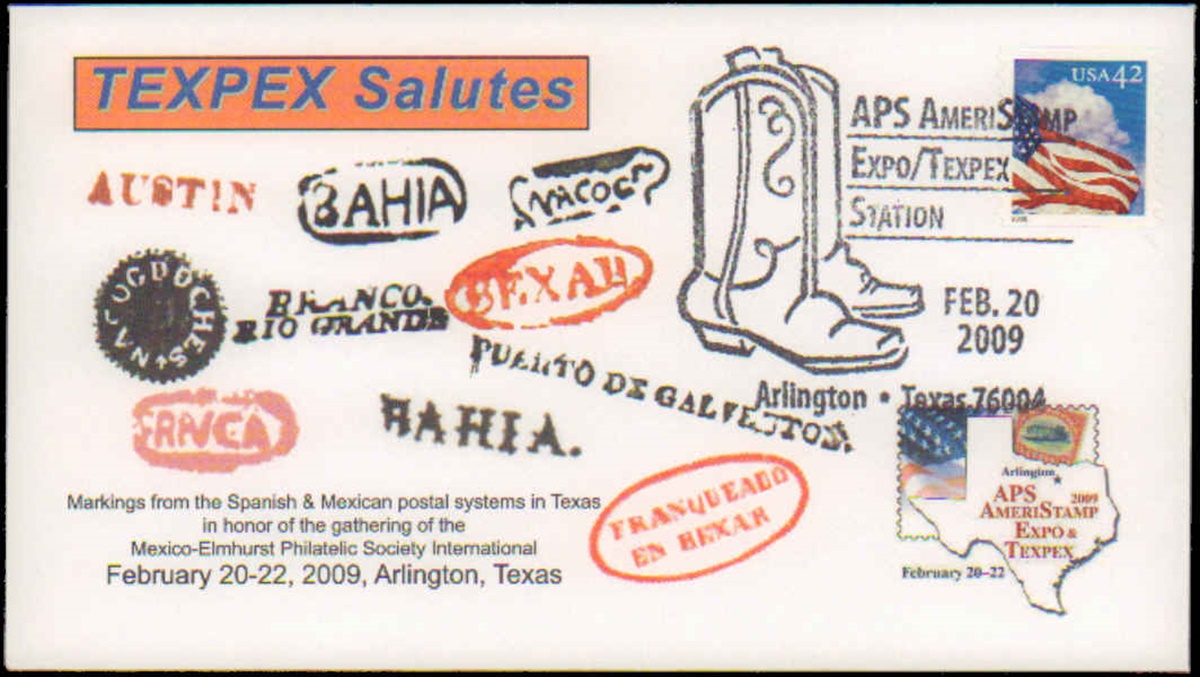 TEXPEX Salutes
USA 42
APS AMERISTAMP
EXPO/TEXPEX
STATION
FEB. 20
2009
Arlington • Texas 76004
AUSTIN
BAHIA
BEXAR
NACOGDOCHES
BRANCO.
RIO GRANDE
PUERTO DE GALVESTON.
FRANCA
BAHIA.
FRANQUEADO
EN BEXAR
Markings from the Spanish & Mexican postal systems in Texas
in honor of the gathering of the
Mexico-Elmhurst Philatelic Society International
February 20-22, 2009, Arlington, Texas
Arlington
APS 2009
AMERISTAMP
EXPO &
TEXPEX
February 20-22